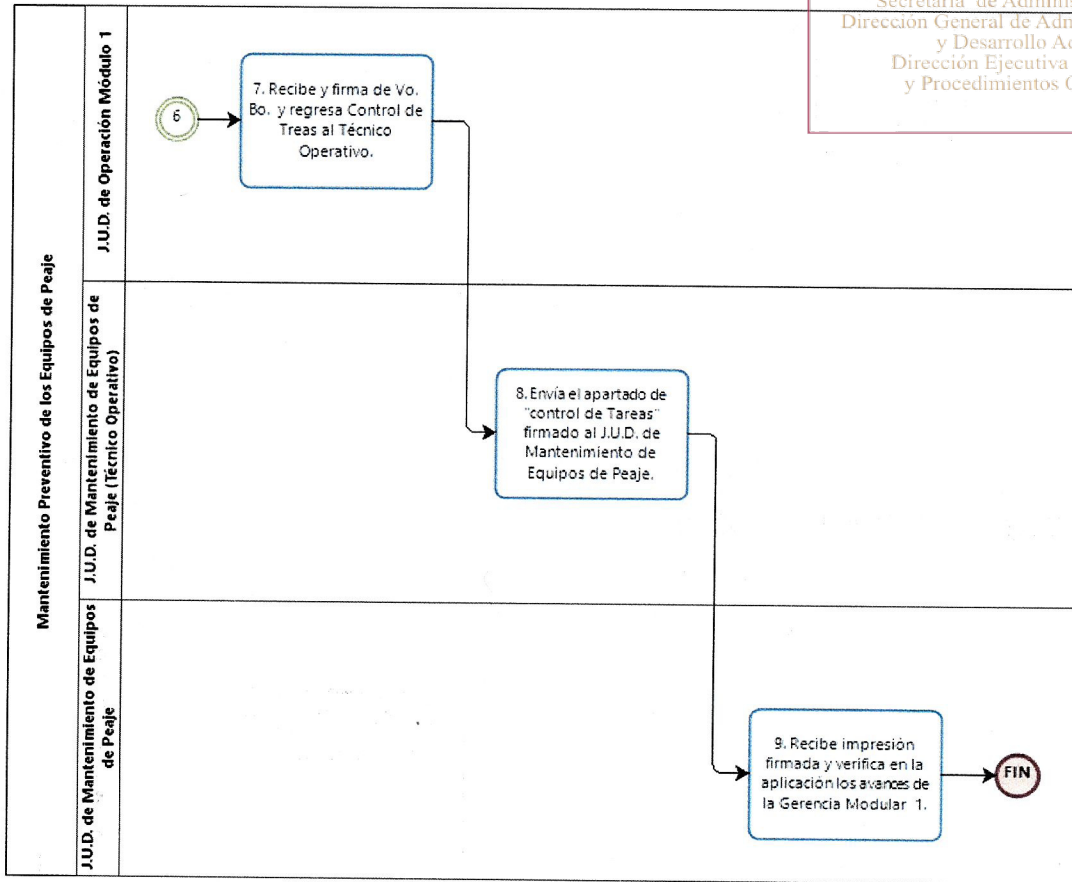 Secretaría de Adminis
Dirección General de Adm
y Desarrollo Ad
Dirección Ejecutiva
y Procedimientos O
Mantenimiento Preventivo de los Equipos de Peaje
J.U.D. de Operación Módulo 1
6
7. Recibe y firma de Vo.
Bo. y regresa Control de
Treas al Técnico
Operativo.
J.U.D. de Mantenimiento de Equipos de
Peaje (Técnico Operativo)
8. Envía el apartado de
"control de Tareas"
firmado al J.U.D. de
Mantenimiento de
Equipos de Peaje.
J.U.D. de Mantenimiento de Equipos
de Peaje
9. Recibe impresión
firmada y verifica en la
aplicación los avances de
la Gerencia Modular 1.
FIN